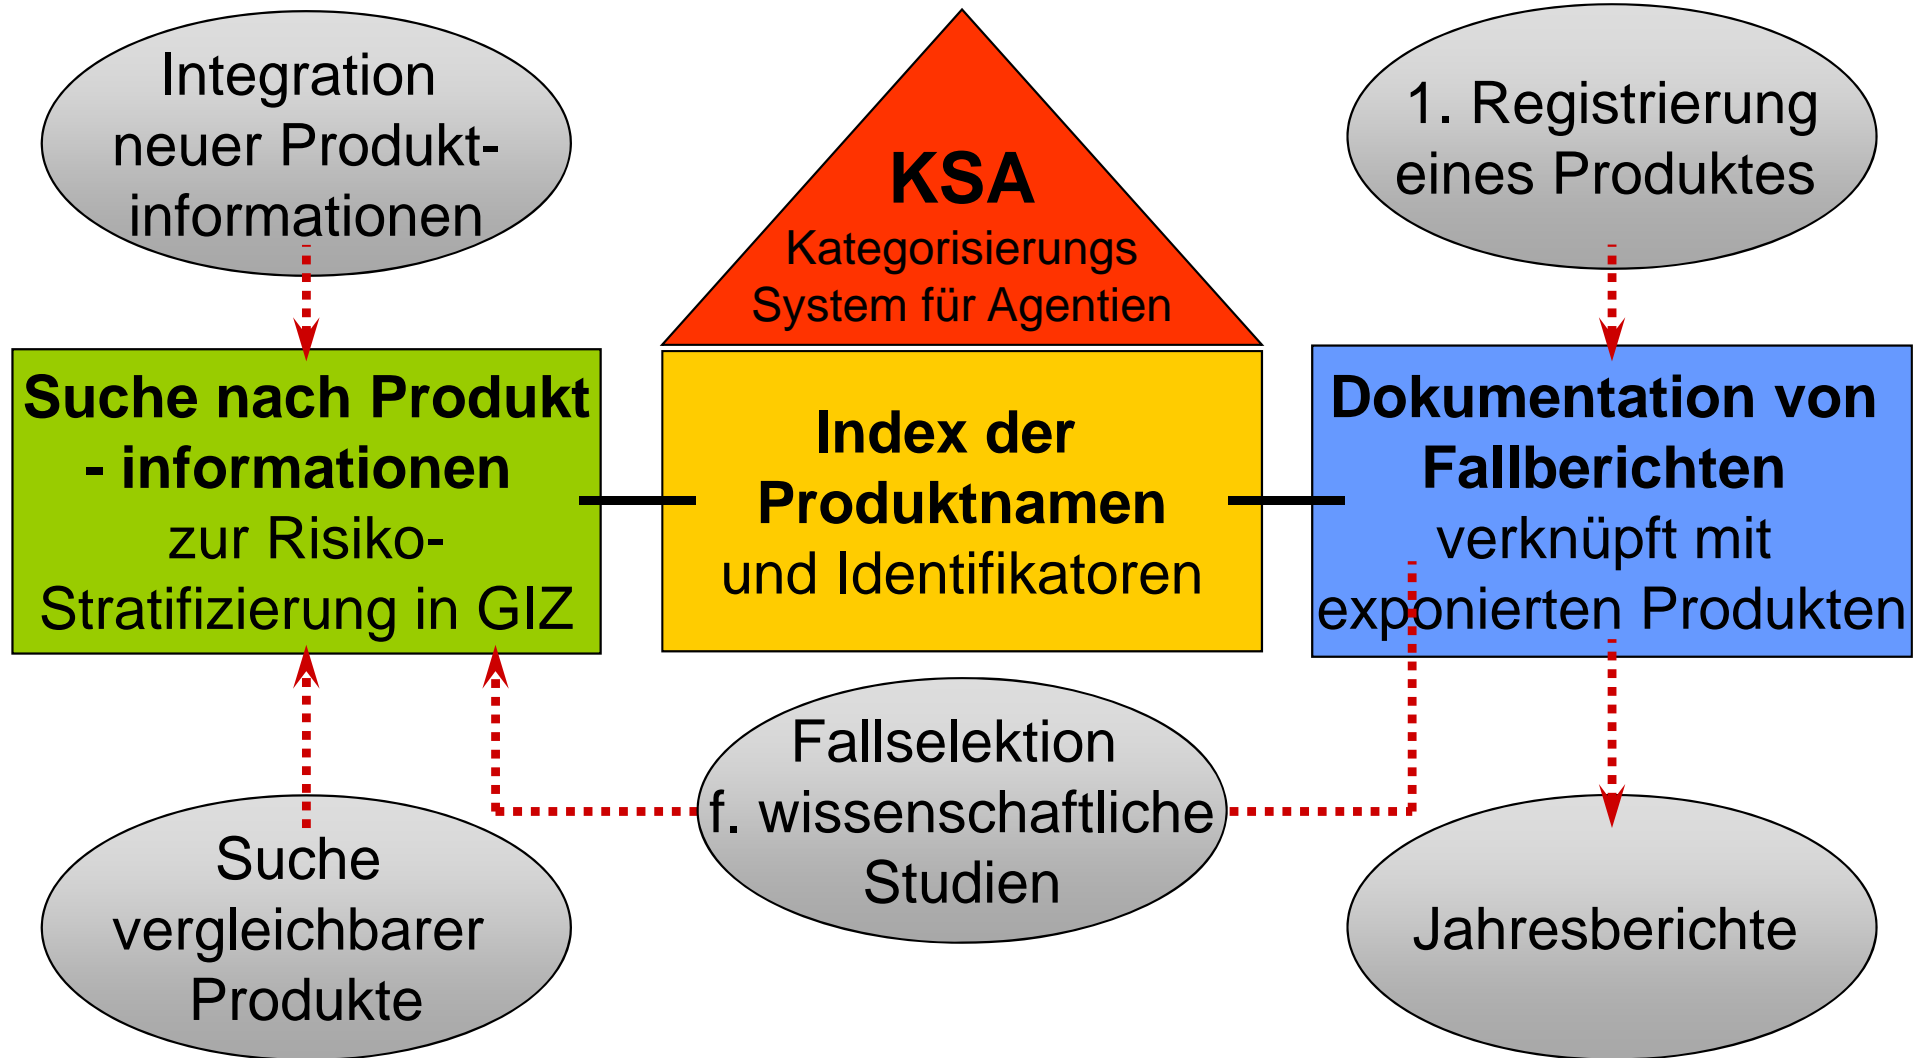 Integration
neuer Produkt-
informationen
KSA
Kategorisierungs
System für Agentien
1. Registrierung
eines Produktes
Suche nach Produkt
- informationen
zur Risiko-
Stratifizierung in GIZ
Index der
Produktnamen
und Identifikatoren
Dokumentation von
Fallberichten
verknüpft mit
exponierten Produkten
Suche
vergleichbarer
Produkte
Fallselektion
f. wissenschaftliche
Studien
Jahresberichte